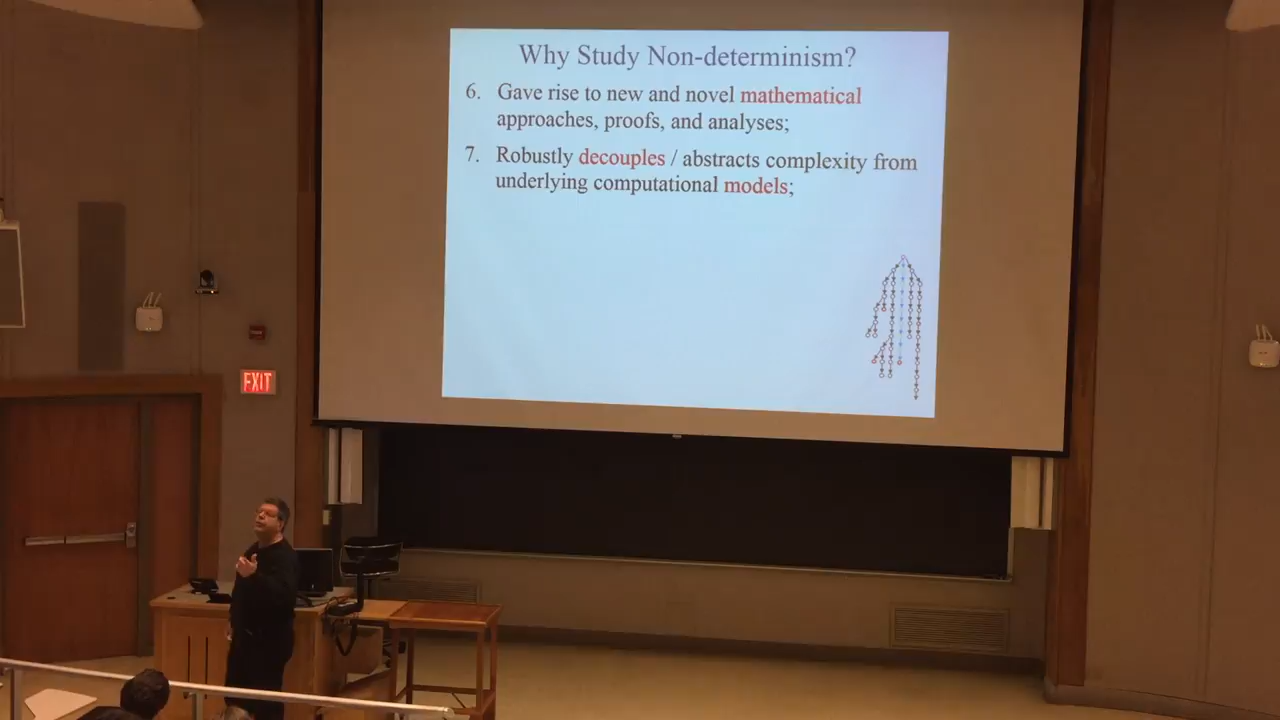 Why Study Non-determinism?
6. Gave rise to new and novel mathematical
approaches, proofs, and analyses;
7. Robustly decouples / abstracts complexity from
underlying computational models;
EXIT